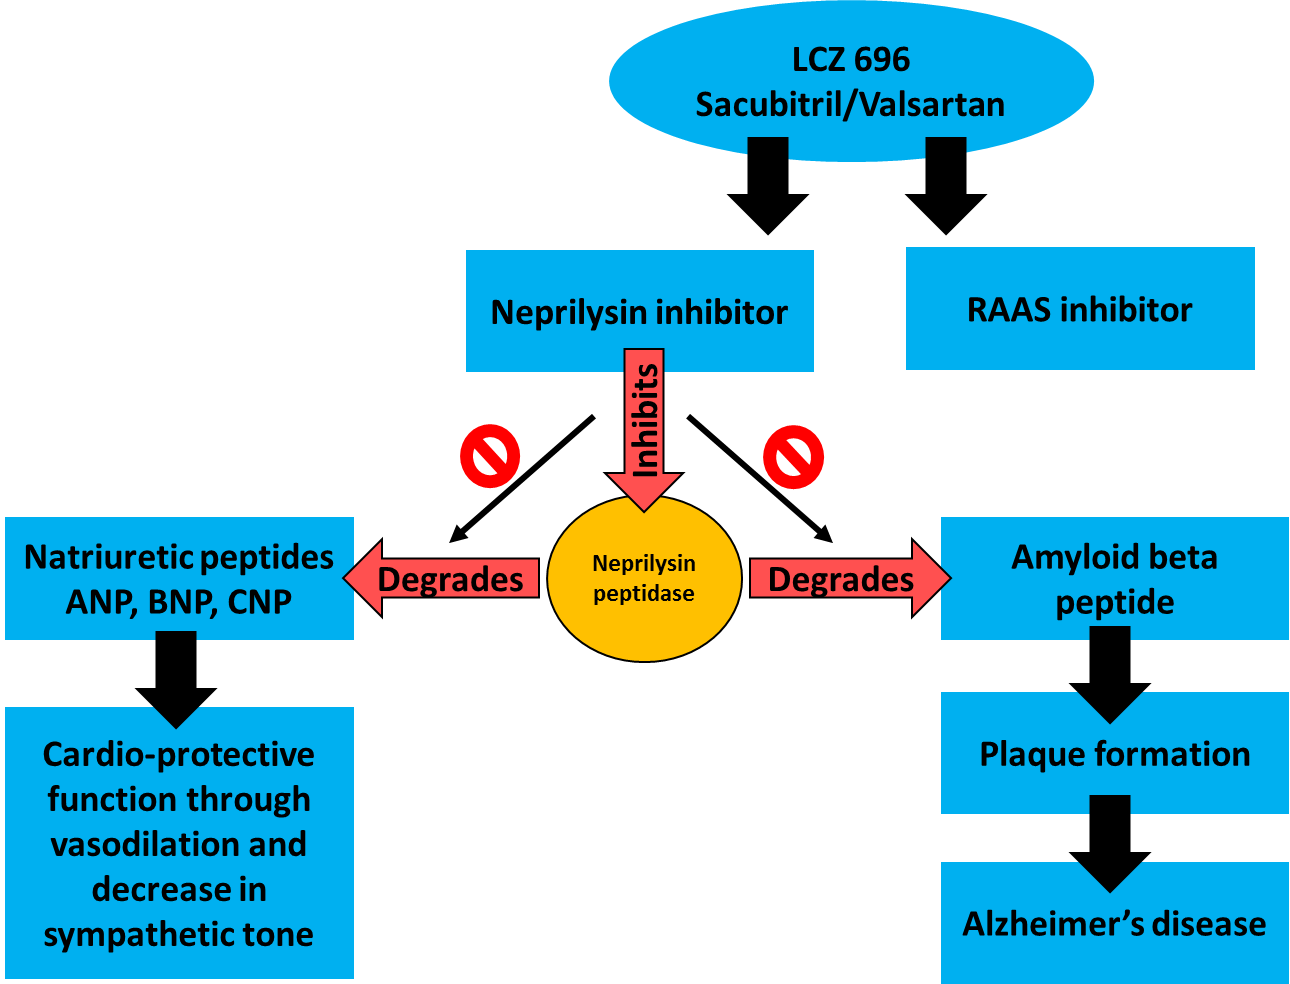 LCZ 696
Sacubitril/Valsartan
Neprilysin inhibitor
RAAS inhibitor
Inhibits
Natriuretic peptides
ANP, BNP, CNP
Degrades
Neprilysin
peptidase
Degrades
Amyloid beta
peptide
Cardio-protective
function through
vasodilation and
decrease in
sympathetic tone
Plaque formation
Alzheimer’s disease